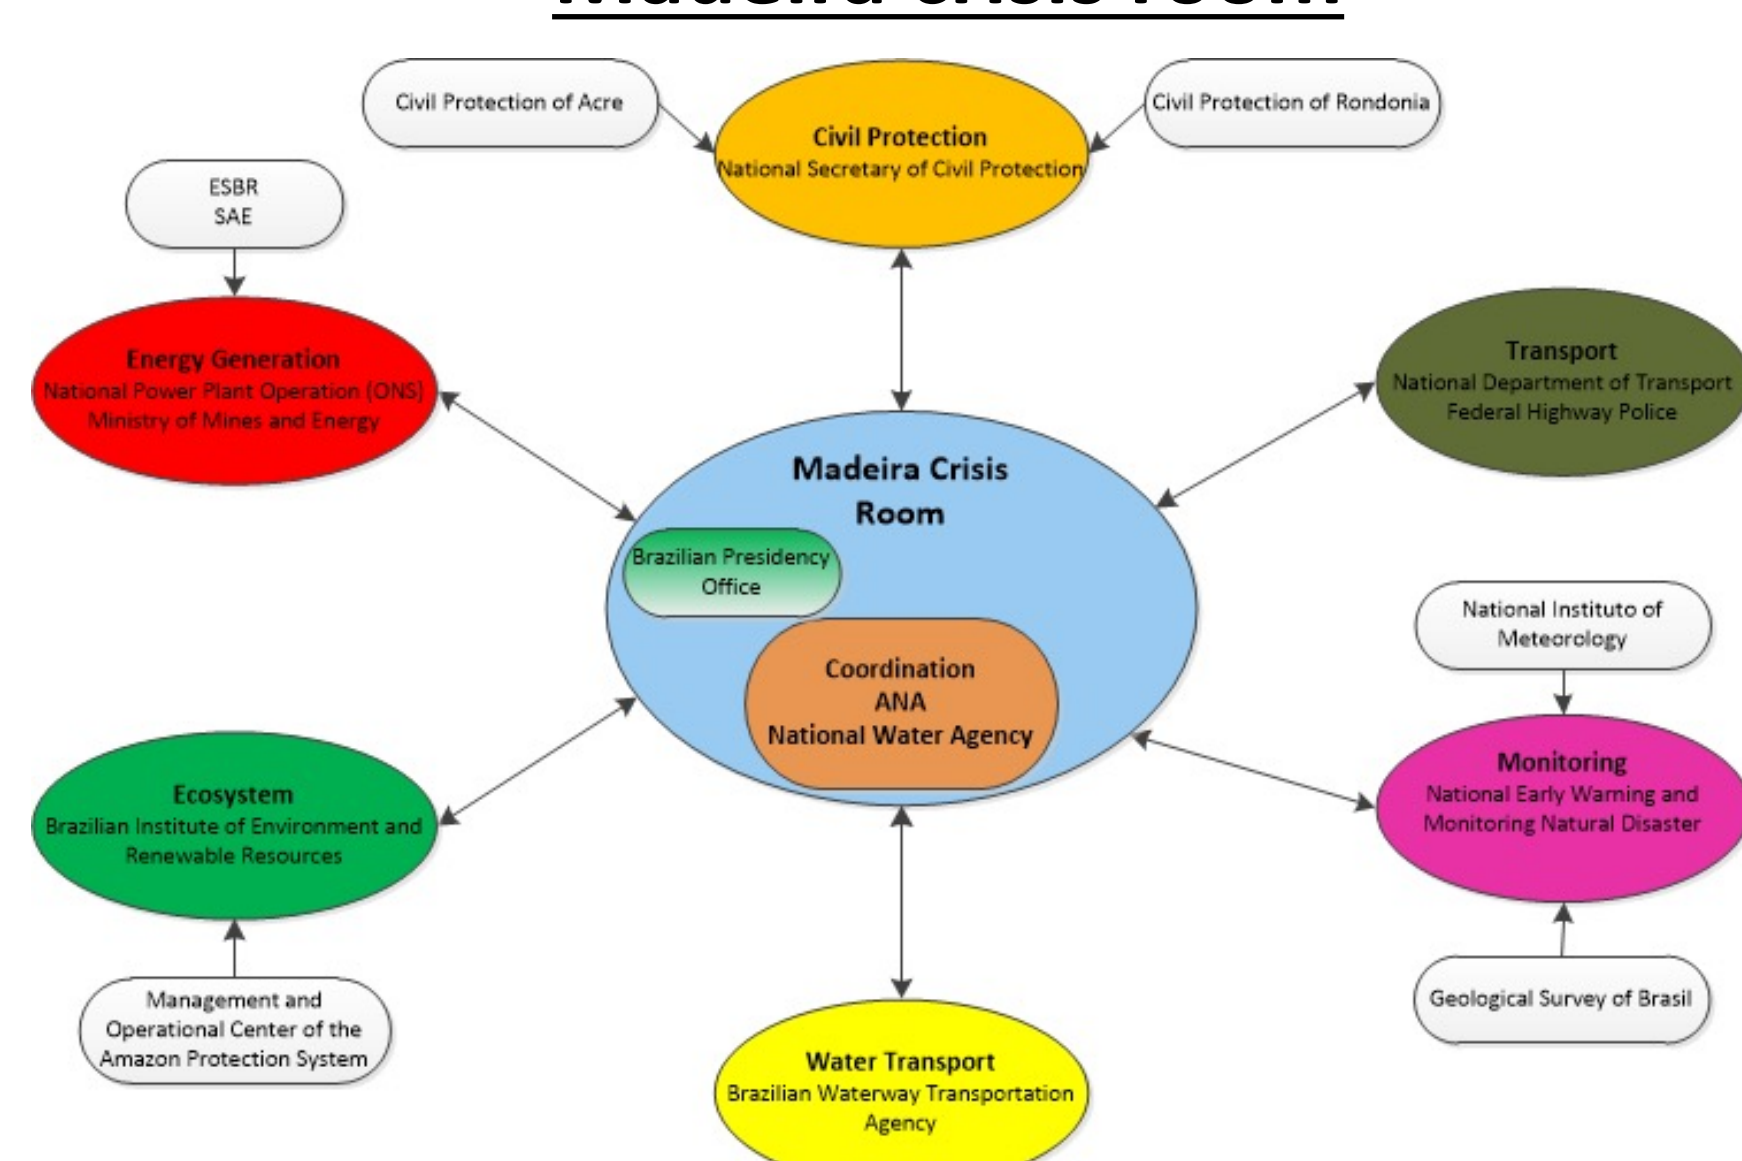 Madeira crisis room
Civil Protection of Acre
Civil Protection
National Secretary of Civil Protection
Civil Protection of Rondonia
ESBR
SAE
Energy Generation
National Power Plant Operation (ONS)
Ministry of Mines and Energy
Transport
National Department of Transport
Federal Highway Police
Madeira Crisis
Room
Brazilian Presidency
Office
Coordination
ANA
National Water Agency
National Instituto of
Meteorology
Monitoring
National Early Warning and
Monitoring Natural Disaster
Geological Survey of Brasil
Ecosystem
Brazilian Institute of Environment and
Renewable Resources
Management and
Operational Center of the
Amazon Protection System
Water Transport
Brazilian Waterway Transportation
Agency